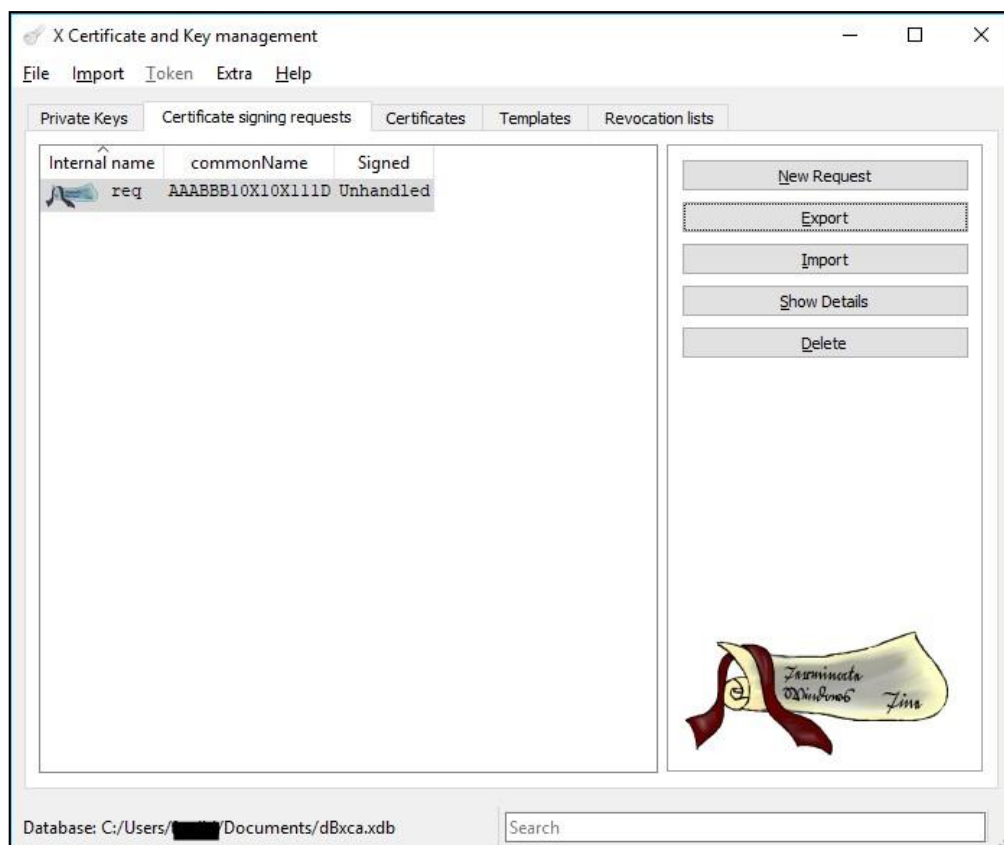 X Certificate and Key management
File Import Token Extra Help
Private Keys Certificate signing requests Certificates Templates Revocation lists
Internal name commonName Signed
req AAABBB10X10X111D Unhandled
New Request
Export
Import
Show Details
Delete
Windows
Database: C:/Users/ /Documents/dBxca.xdb
Search